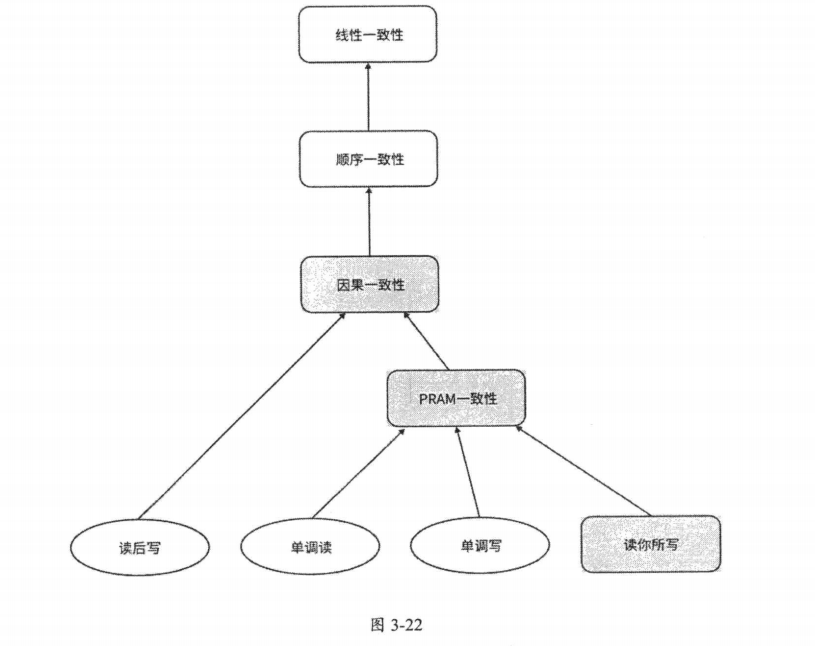 线性一致性
顺序一致性
因果一致性
PRAM一致性
读后写
单调读
单调写
读你所写
图 3-22